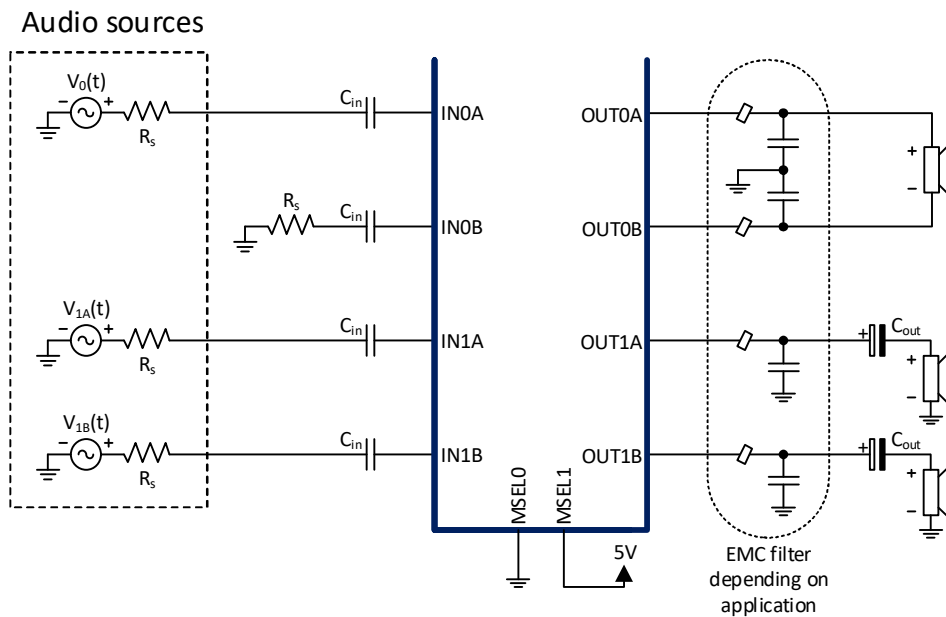 Audio sources
V0(t)
- +
Rs
Cin
IN0A
OUT0A
+
-
Rs
Cin
IN0B
OUT0B
V1A(t)
- +
Rs
Cin
IN1A
OUT1A
+
Cout
+
-
V1B(t)
- +
Rs
Cin
IN1B
OUT1B
+
Cout
+
-
MSEL0
MSEL1
5V
EMC filter
depending on
application